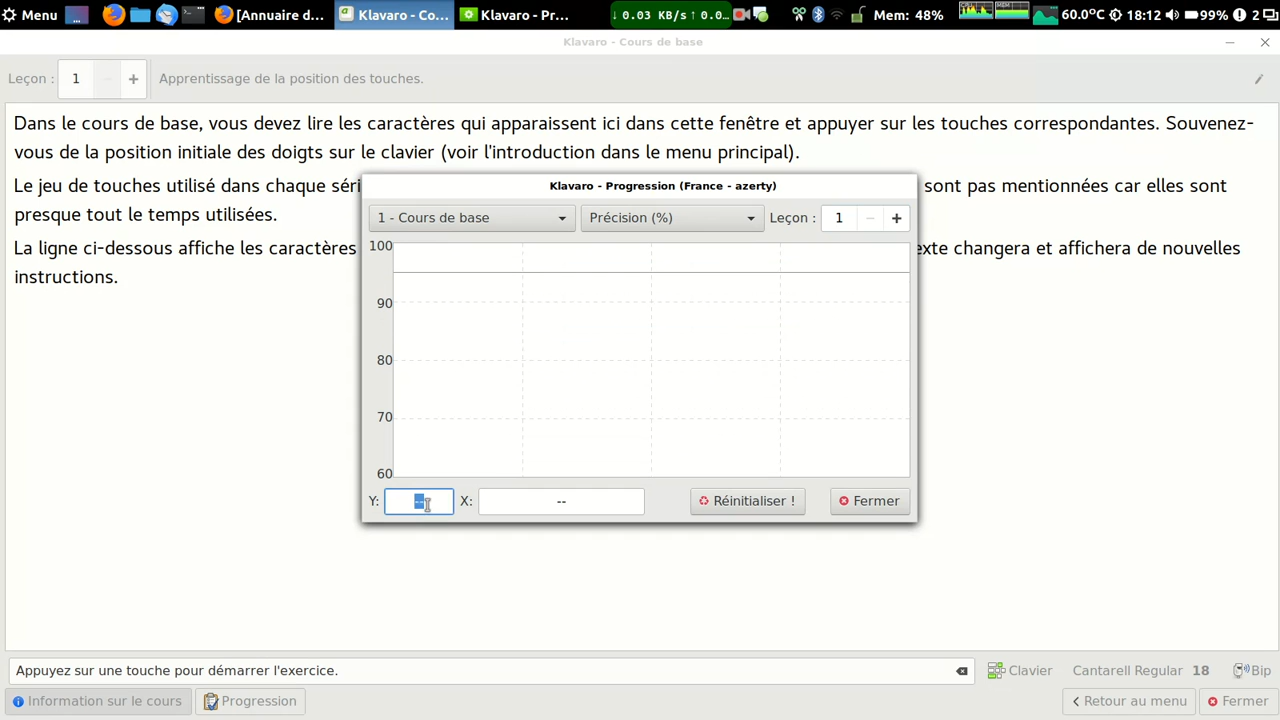 Menu [Annuaire d... Klavaro - Co... Klavaro - Pr... ↓ 0.03 KB/s ↑ 0.0... Mem: 48% 60.0°C 18:12 99% 2
Klavaro - Cours de base
Leçon : 1 Apprentissage de la position des touches.
Dans le cours de base, vous devez lire les caractères qui apparaissent ici dans cette fenêtre et appuyer sur les touches correspondantes. Souvenez-
vous de la position initiale des doigts sur le clavier (voir l'introduction dans le menu principal).
Le jeu de touches utilisé dans chaque séri sont pas mentionnées car elles sont
presque tout le temps utilisées.
La ligne ci-dessous affiche les caractères exte changera et affichera de nouvelles
instructions.
Klavaro - Progression (France - azerty)
1 - Cours de base Précision (%) Leçon : 1
100
90
80
70
60
Y: X: -- Réinitialiser ! Fermer
Appuyez sur une touche pour démarrer l'exercice. Clavier Cantarell Regular 18 Bip
Information sur le cours Progression Retour au menu Fermer